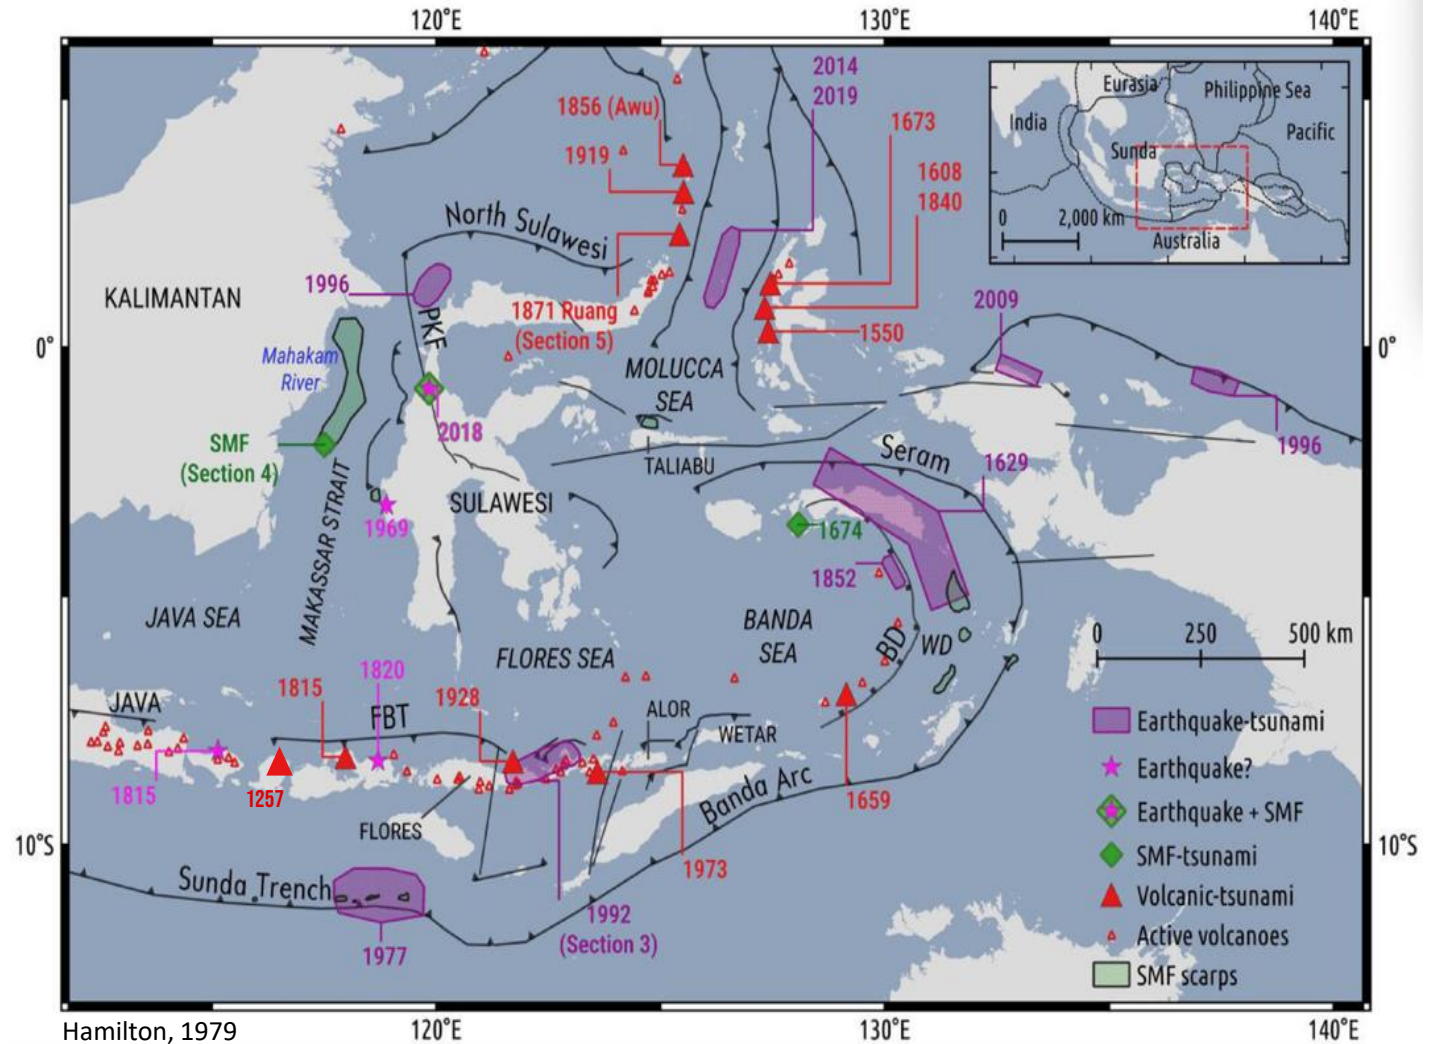 120°E
130°E
140°E
2014
2019
1856 (Awu)
1919
1673
1608
1840
Eurasia
Philippine Sea
India
Pacific
Sunda
0
2,000 km
Australia
North Sulawesi
1996
KALIMANTAN
PKF
1871 Ruang
(Section 5)
1550
2009
0°
0°
Mahakam
River
MOLUCCA
SEA
2018
SMF
(Section 4)
TALIABU
Seram
1629
1996
SULAWESI
1969
MAKASSAR STRAIT
1674
1852
JAVA SEA
BANDA
SEA
BD
WD
0
250
500 km
FLORES SEA
1820
1815
1928
JAVA
FBT
ALOR
WETAR
1815
1257
FLORES
Banda Arc
1659
10°S
10°S
1973
Sunda Trench
1992
(Section 3)
1977
Earthquake-tsunami
Earthquake?
Earthquake + SMF
SMF-tsunami
Volcanic-tsunami
Active volcanoes
SMF scarps
Hamilton, 1979
120°E
130°E
140°E